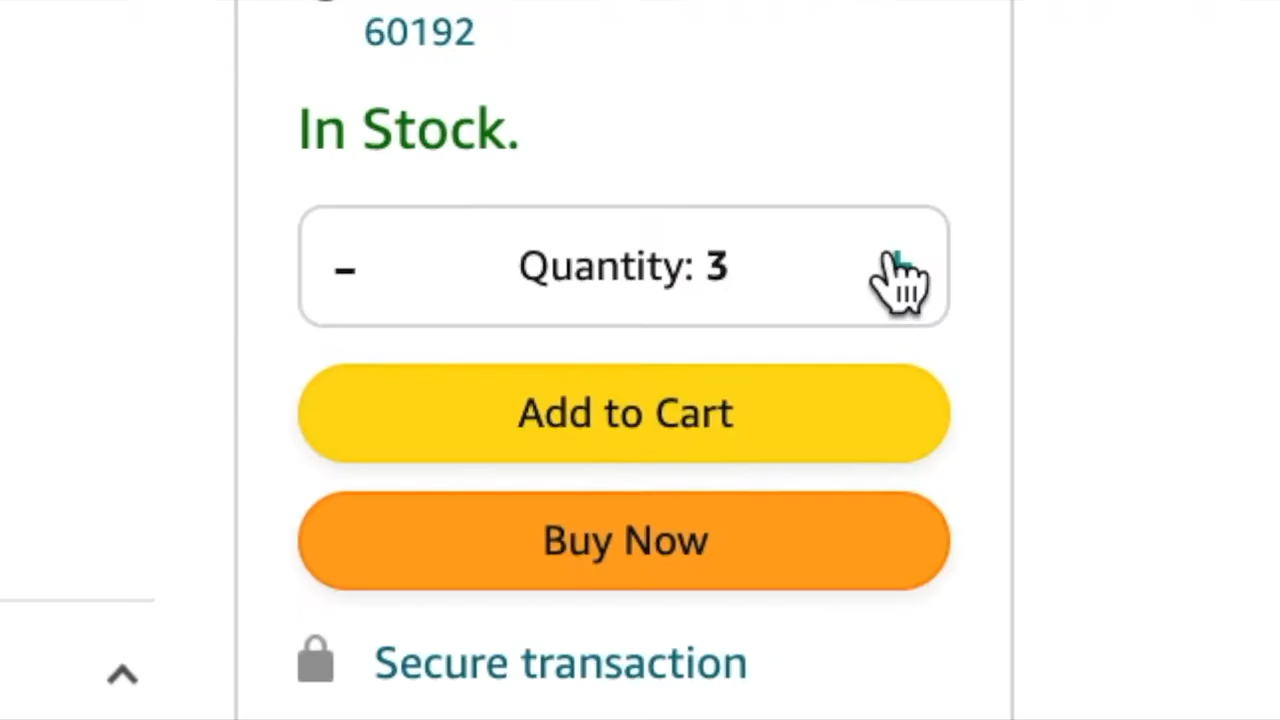 60192
In Stock.
- Quantity: 3
Add to Cart
Buy Now
Secure transaction